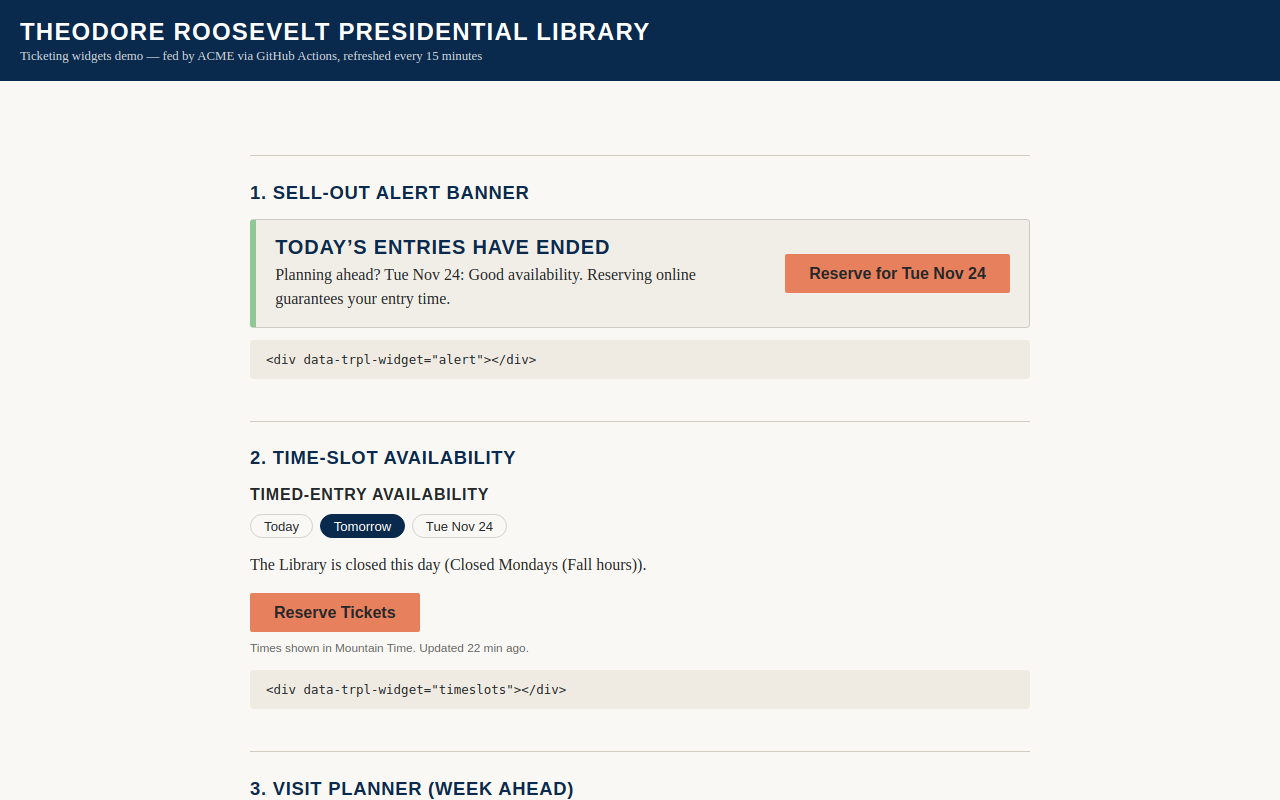 THEODORE ROOSEVELT PRESIDENTIAL LIBRARY
Ticketing widgets demo — fed by ACME via GitHub Actions, refreshed every 15 minutes
1. SELL-OUT ALERT BANNER
TODAY’S ENTRIES HAVE ENDED
Planning ahead? Tue Nov 24: Good availability. Reserving online
guarantees your entry time.
Reserve for Tue Nov 24
<div data-trpl-widget="alert"></div>
2. TIME-SLOT AVAILABILITY
TIMED-ENTRY AVAILABILITY
Today Tomorrow Tue Nov 24
The Library is closed this day (Closed Mondays (Fall hours)).
Reserve Tickets
Times shown in Mountain Time. Updated 22 min ago.
<div data-trpl-widget="timeslots"></div>
3. VISIT PLANNER (WEEK AHEAD)